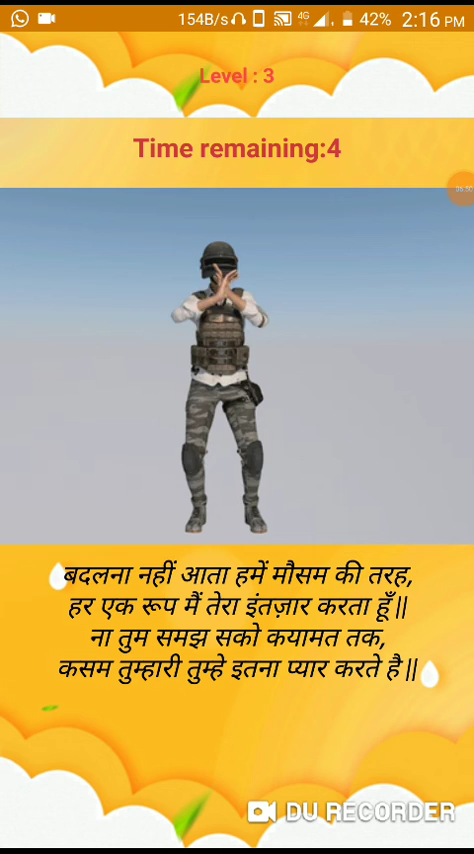 154B/s 4G 42% 2:16 PM
Level : 3
Time remaining:4
बदलना नहीं आता हमें मौसम की तरह,
हर एक रूप मैं तेरा इंतज़ार करता हूँ||
ना तुम समझ सको कयामत तक,
कसम तुम्हारी तुम्हे इतना प्यार करते है||
DU RECORDER